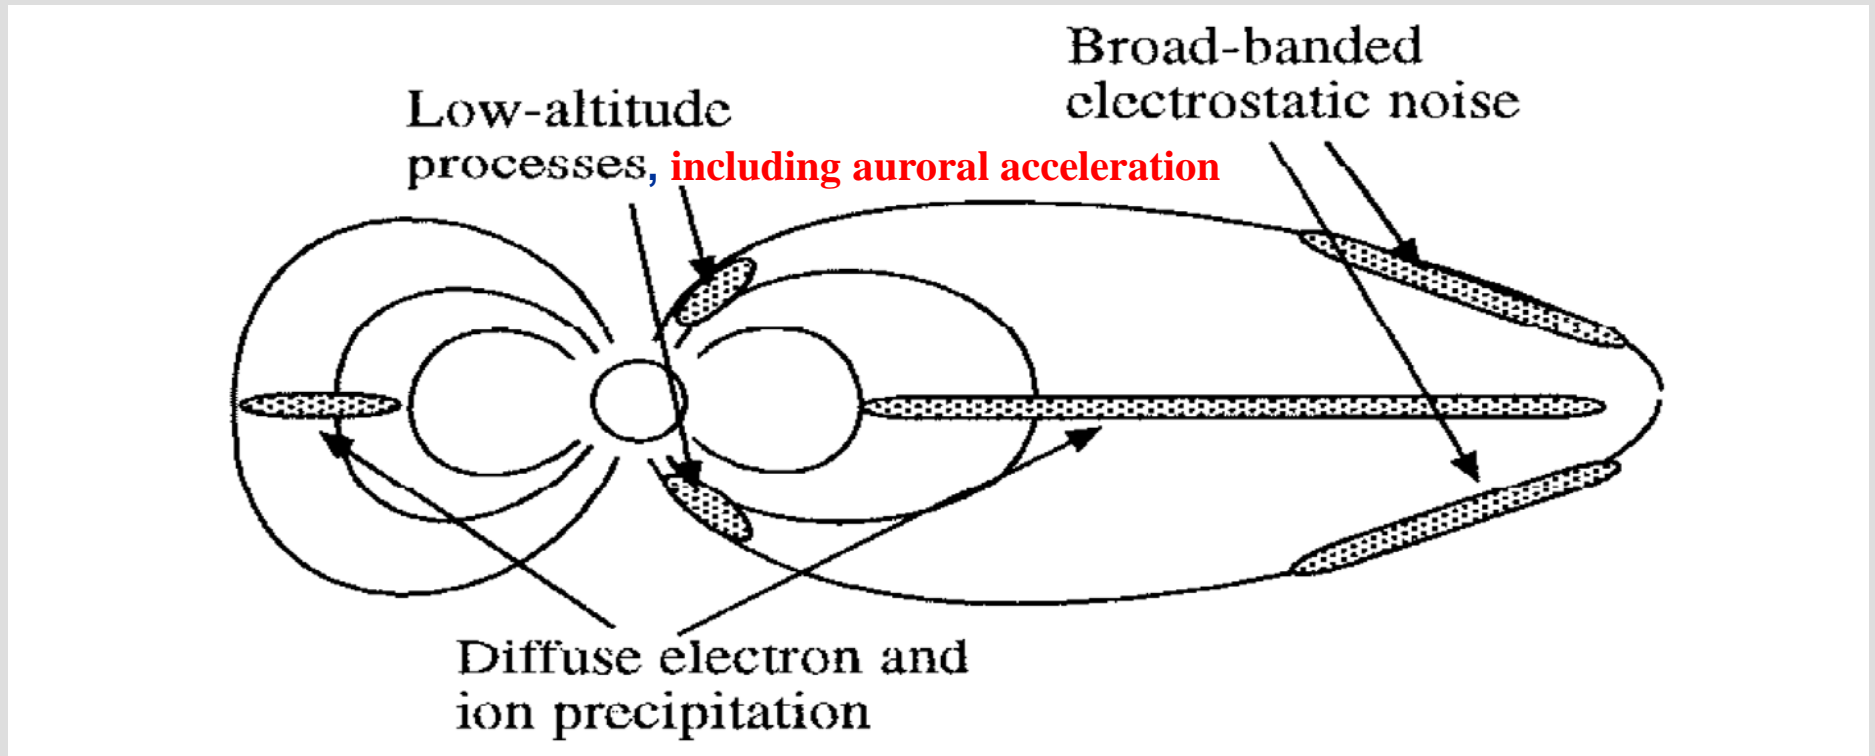 Broad-banded
electrostatic noise
Low-altitude
processes, including auroral acceleration
Diffuse electron and
ion precipitation